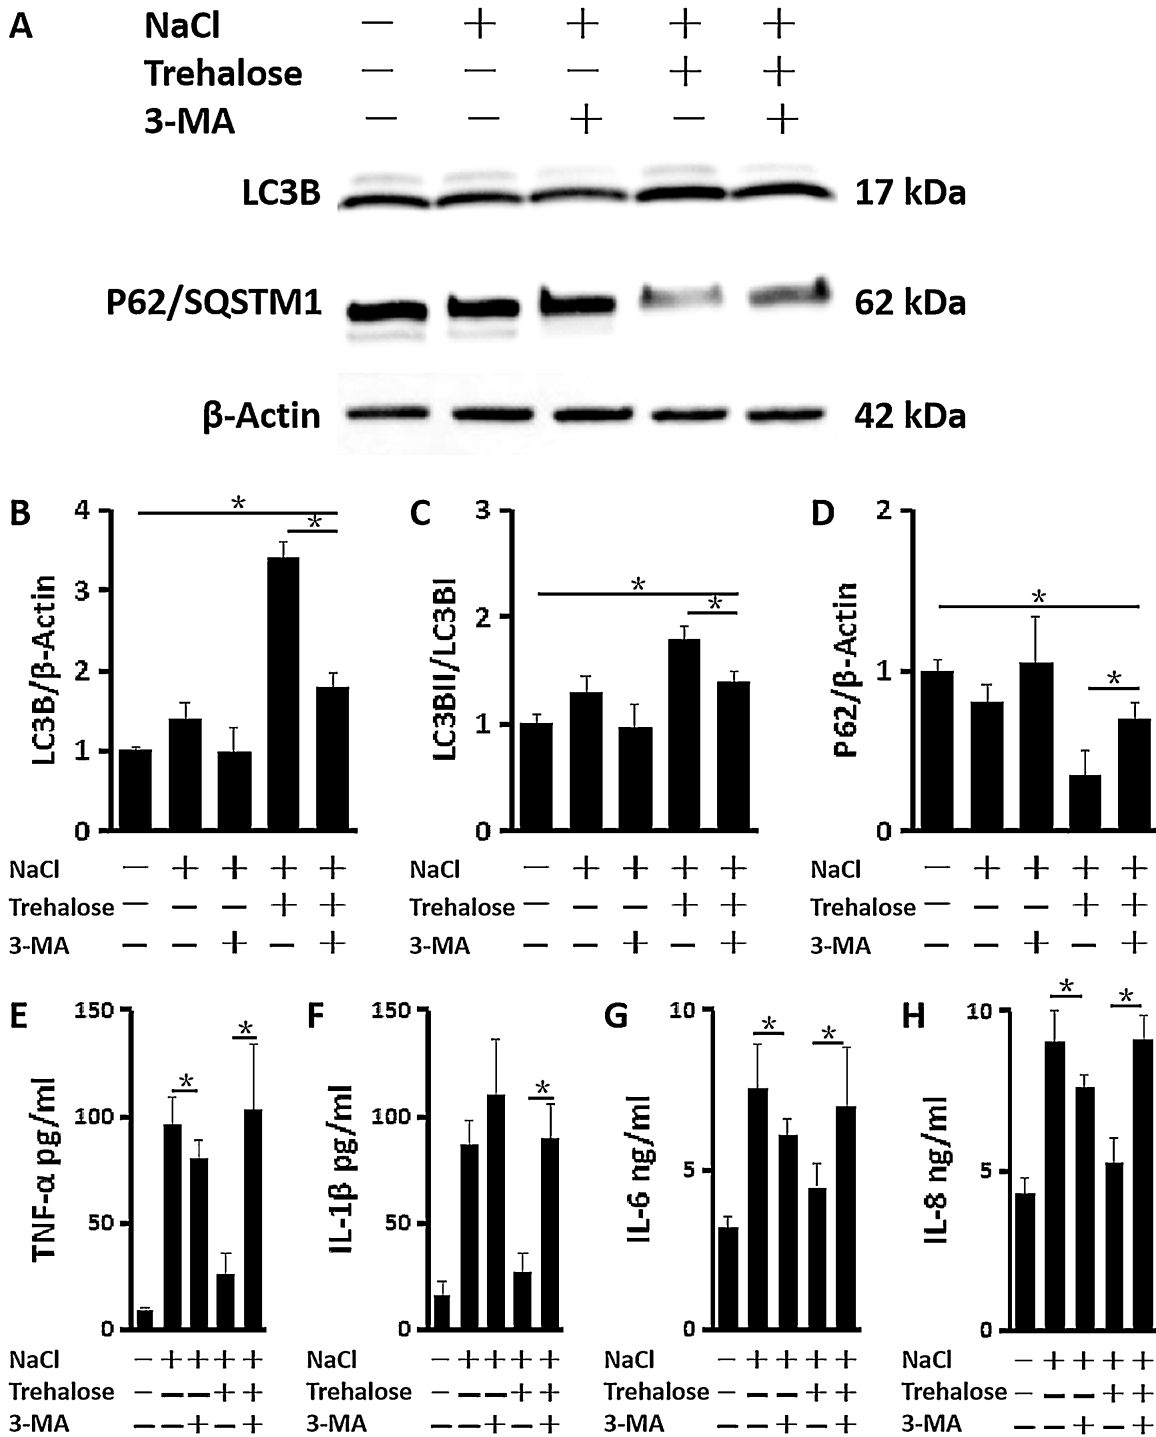 A NaCl — + + + +
Trehalose — — — + +
3-MA — — + — +
LC3B 17 kDa
P62/SQSTM1 62 kDa
β-Actin 42 kDa
B C D
* * *
* * *
4 3 2
3 2 1
2 1 0
1 0
0
LC3B/β-Actin LC3BII/LC3BI P62/β-Actin
NaCl — + + + + NaCl — + + + + NaCl — + + + +
Trehalose — — — + + Trehalose — — — + + Trehalose — — — + +
3-MA — — + — + 3-MA — — + — + 3-MA — — + — +
E F G H
* * * * * * *
150 150 10 10
100 100 5 5
50 50 0 0
0 0
TNF-α pg/ml IL-1β pg/ml IL-6 ng/ml IL-8 ng/ml
NaCl — + + + + NaCl — + + + + NaCl — + + + + NaCl — + + + +
Trehalose — — — + + Trehalose — — — + + Trehalose — — — + + Trehalose — — — + +
3-MA — — + — + 3-MA — — + — + 3-MA — — + — + 3-MA — — + — +